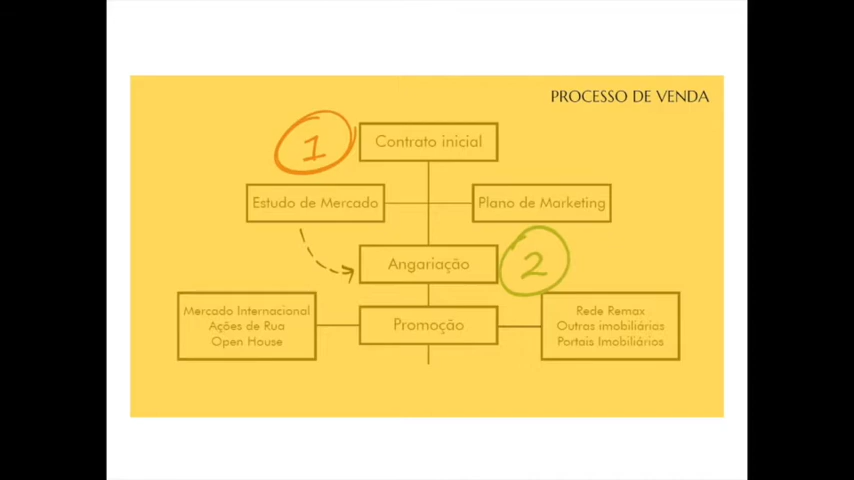 PROCESSO DE VENDA
1
Contrato inicial
Estudo de Mercado
Plano de Marketing
Angariação
2
Mercado Internacional
Ações de Rua
Open House
Promoção
Rede Remax
Outras imobiliárias
Portais Imobiliários